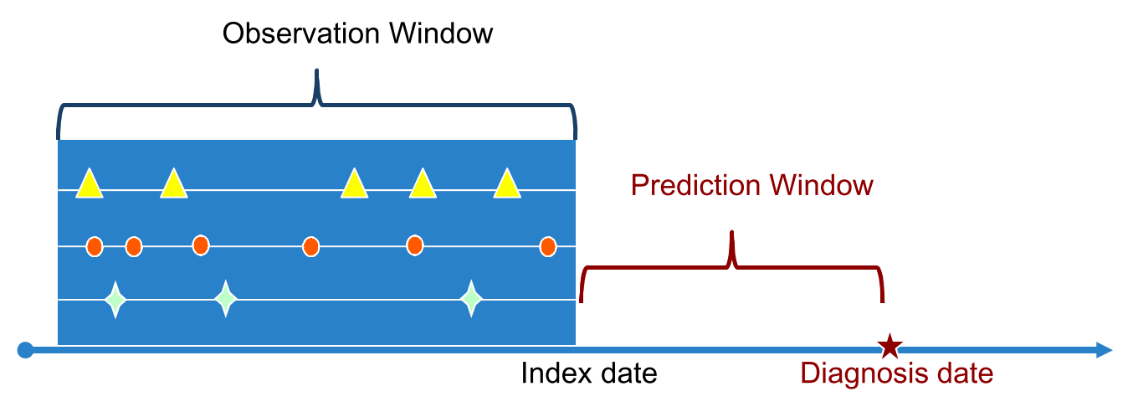 Observation Window
Prediction Window
Index date
Diagnosis date